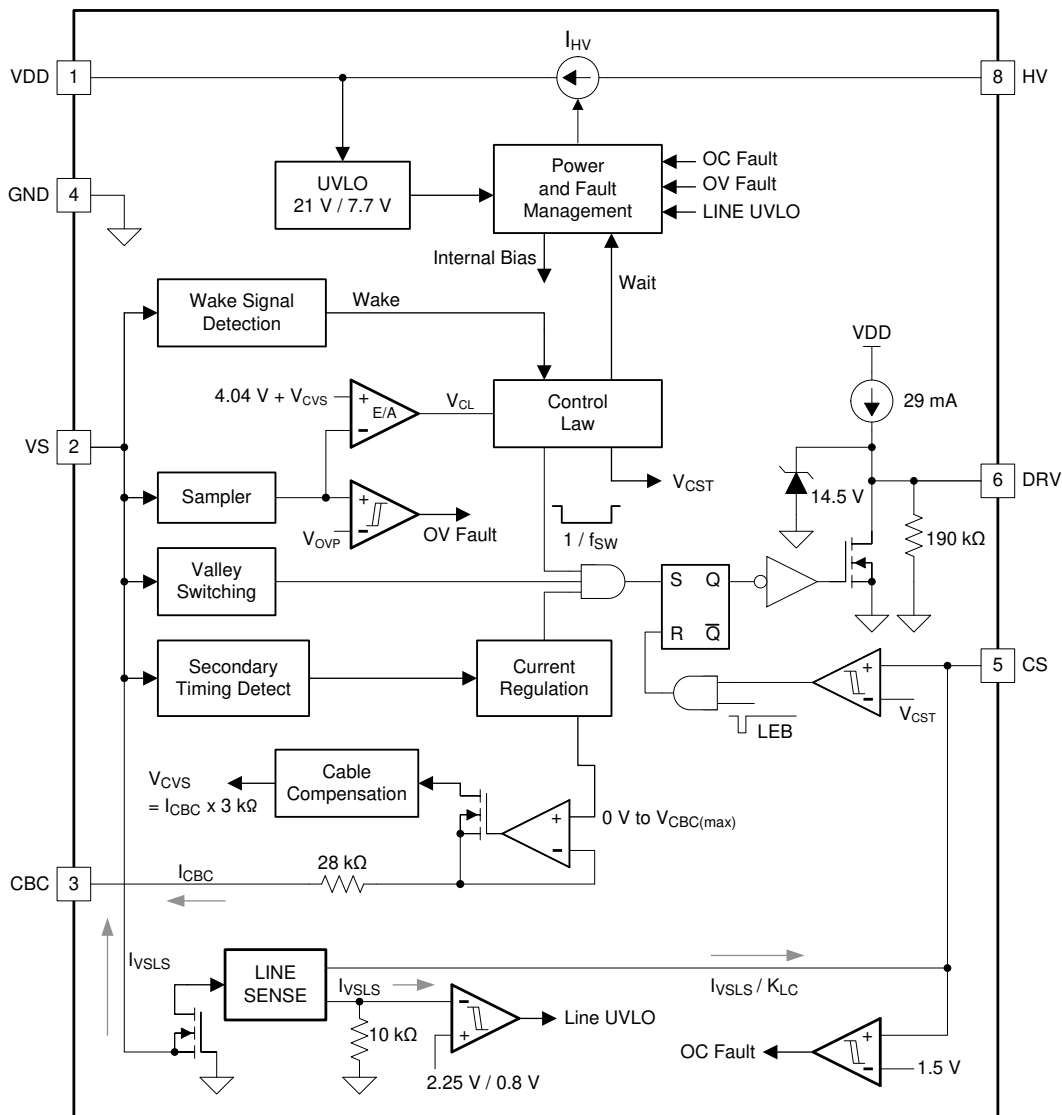 I_HV
VDD 1
8 HV
GND 4
UVLO
21 V / 7.7 V
Power
and Fault
Management
OC Fault
OV Fault
LINE UVLO
Internal Bias
Wait
Wake Signal
Detection
Wake
VDD
29 mA
4.04 V + V_CVS
+
–
E/A
V_CL
Control
Law
VS 2
Sampler
+
–
V_OVP
OV Fault
V_CST
14.5 V
6 DRV
190 kΩ
1 / f_SW
Valley
Switching
S Q
R Q̅
Secondary
Timing Detect
Current
Regulation
+
–
5 CS
V_CST
LEB
V_CVS
= I_CBC x 3 kΩ
Cable
Compensation
+
–
0 V to V_CBC(max)
CBC 3
I_CBC
28 kΩ
I_VSLS
LINE
SENSE
I_VSLS
I_VSLS / K_LC
–
+
Line UVLO
10 kΩ
2.25 V / 0.8 V
OC Fault
+
–
1.5 V